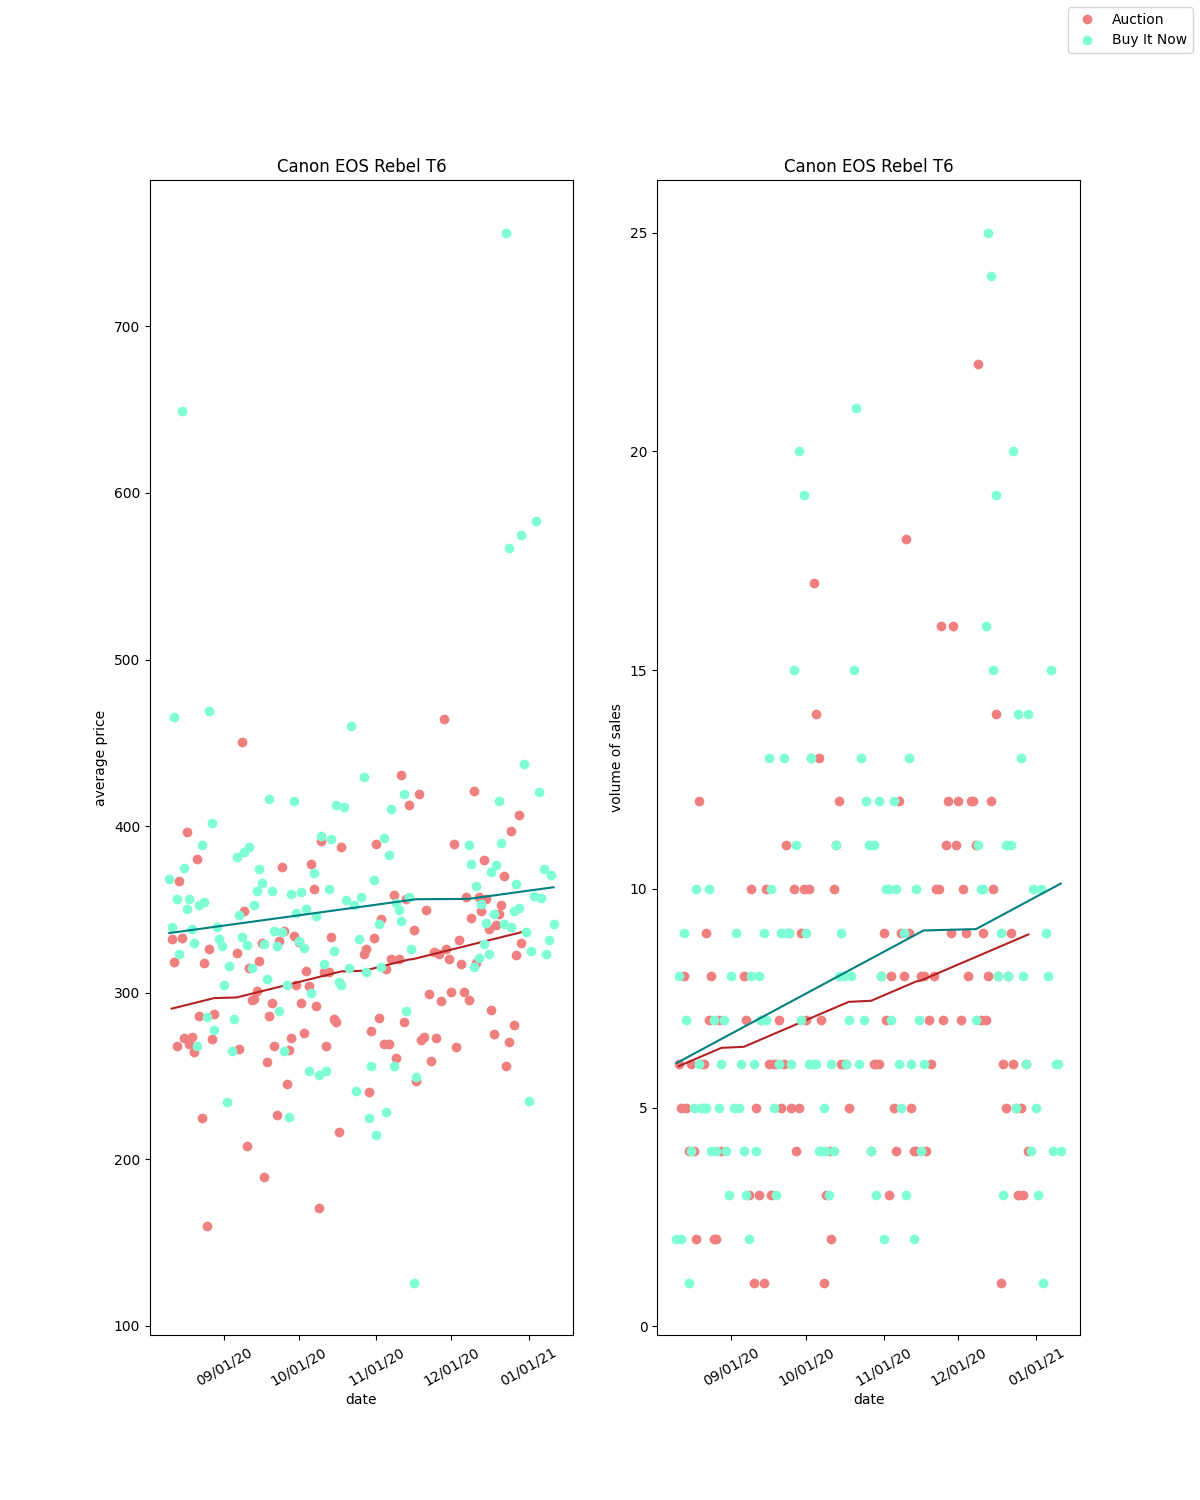 Auction
Buy It Now
Canon EOS Rebel T6
average price
700
600
500
400
300
200
100
09/01/20
10/01/20
11/01/20
12/01/20
01/01/21
date
Canon EOS Rebel T6
volume of sales
25
20
15
10
5
0
09/01/20
10/01/20
11/01/20
12/01/20
01/01/21
date